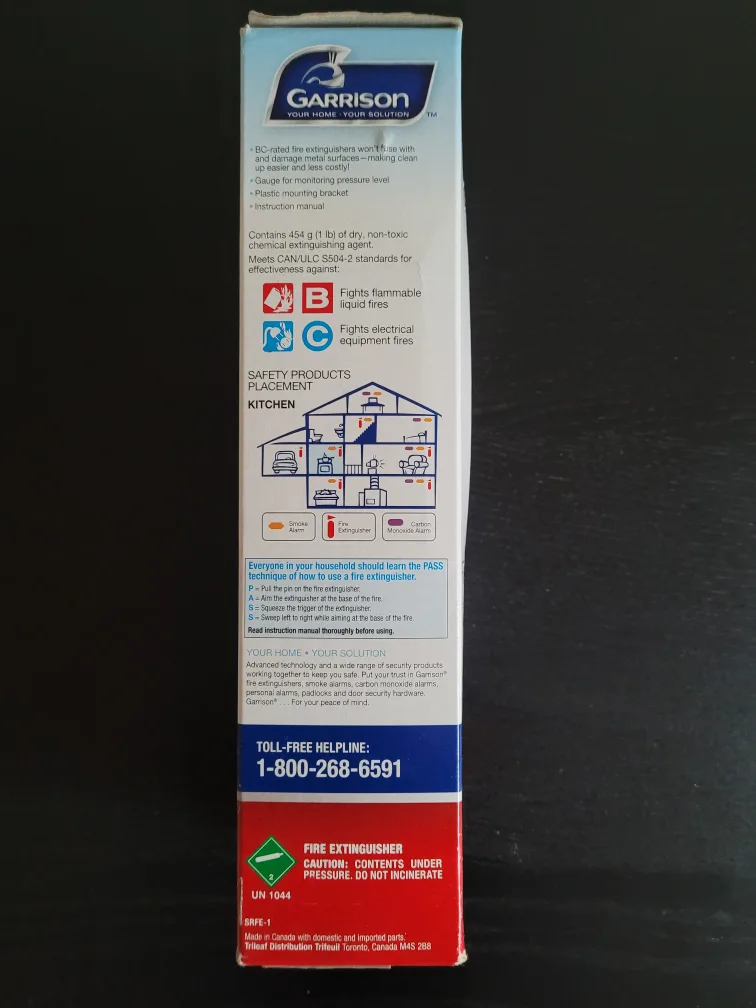 GARRISON
YOUR HOME · YOUR SOLUTION
TM
• BC-rated fire extinguishers won't fuse with
and damage metal surfaces—making clean
up easier and less costly!
• Gauge for monitoring pressure level
• Plastic mounting bracket
• Instruction manual
Contains 454 g (1 lb) of dry, non-toxic
chemical extinguishing agent.
Meets CAN/ULC S504-2 standards for
effectiveness against:
B
Fights flammable
liquid fires
C
Fights electrical
equipment fires
SAFETY PRODUCTS
PLACEMENT
KITCHEN
Smoke
Alarm
Fire
Extinguisher
Carbon
Monoxide Alarm
Everyone in your household should learn the PASS
technique of how to use a fire extinguisher.
P = Pull the pin on the fire extinguisher.
A = Aim the extinguisher at the base of the fire.
S = Squeeze the trigger of the extinguisher.
S = Sweep left to right while aiming at the base of the fire.
Read instruction manual thoroughly before using.
YOUR HOME • YOUR SOLUTION
Advanced technology and a wide range of security products
working together to keep you safe. Put your trust in Garrison®
fire extinguishers, smoke alarms, carbon monoxide alarms,
personal alarms, padlocks and door security hardware.
Garrison® . . . For your peace of mind.
TOLL-FREE HELPLINE:
1-800-268-6591
2
UN 1044
FIRE EXTINGUISHER
CAUTION: CONTENTS UNDER
PRESSURE. DO NOT INCINERATE
SRFE-1
Made in Canada with domestic and imported parts.
Trileaf Distribution Trifeuil Toronto, Canada M4S 2B8